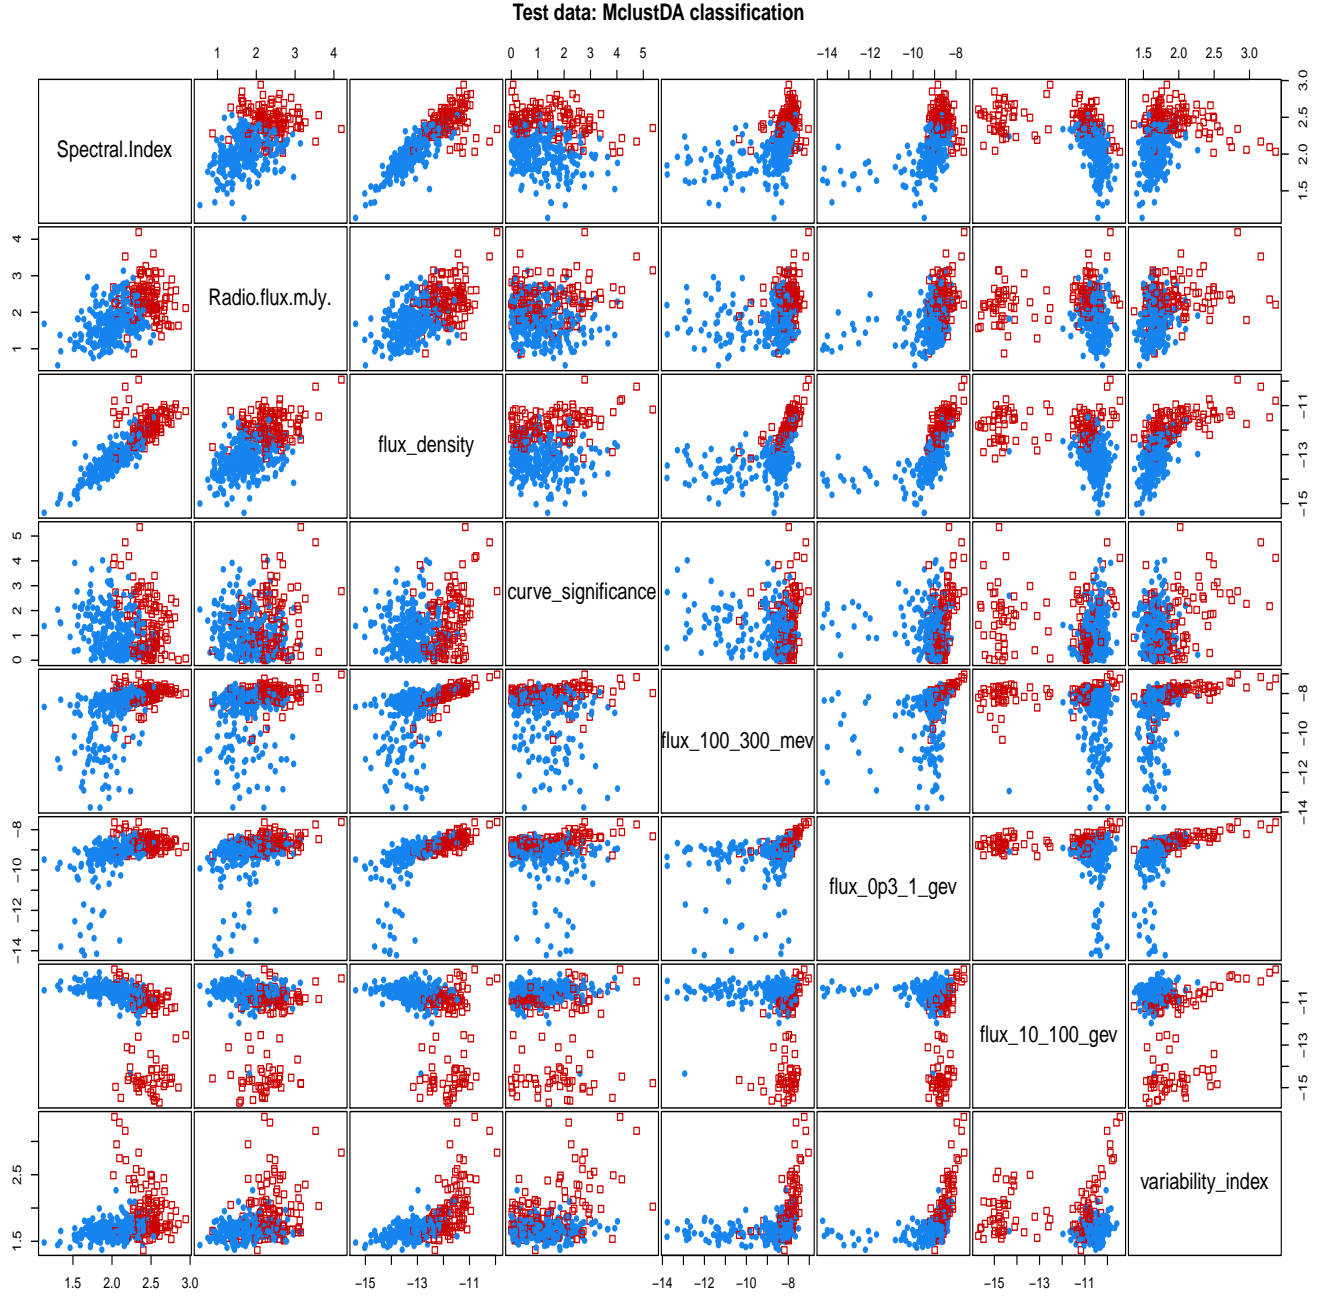 Test data: MclustDA classification
1 2 3 4 0 1 2 3 4 5 −14 −12 −10 −8 1.5 2.0 2.5 3.0
Spectral.Index
1.5 2.0 2.5 3.0
Radio.flux.mJy.
1 2 3 4
flux_density
−15 −13 −11
curve_significance
0 1 2 3 4 5
flux_100_300_mev
−14 −12 −10 −8
flux_0p3_1_gev
−14 −12 −10 −8
flux_10_100_gev
−15 −13 −11
variability_index
1.5 2.5
1.5 2.0 2.5 3.0 −15 −13 −11 −14 −12 −10 −8 −15 −13 −11